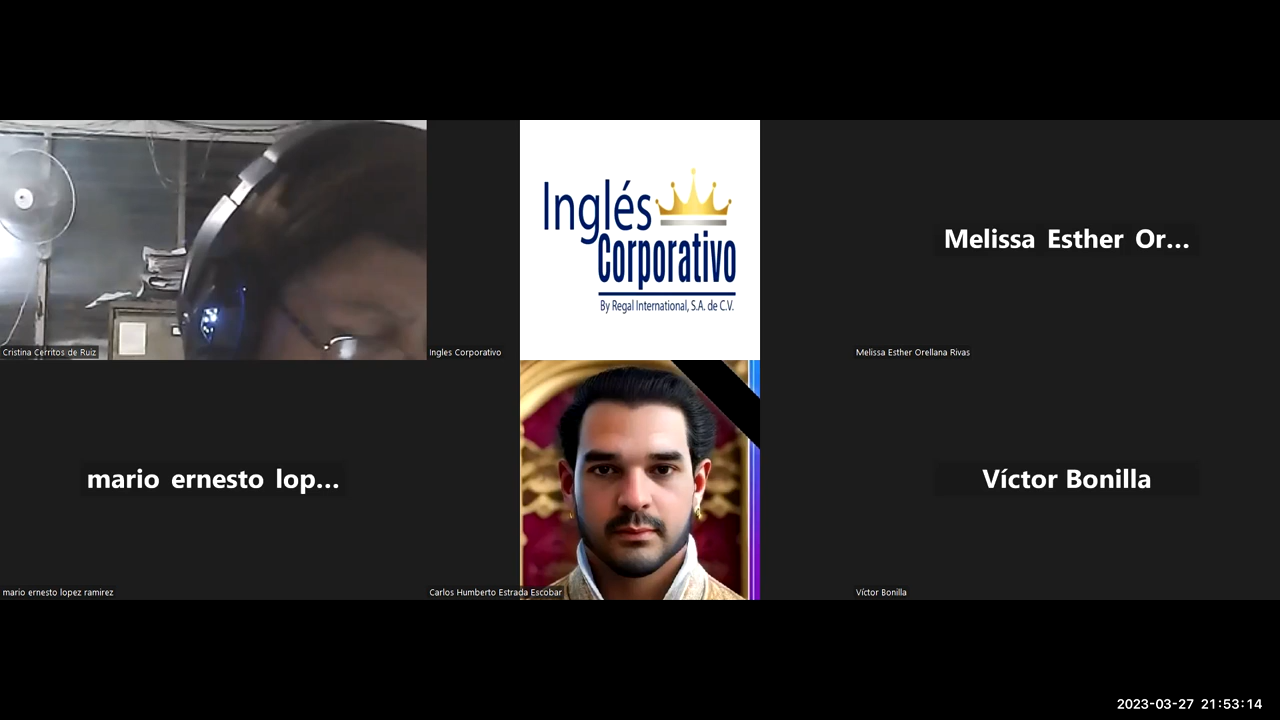 Inglés
Corporativo
By Regal International, S.A. de C.V.
Melissa Esther Or...
Cristina Cerritos de Ruiz
Ingles Corporativo
Melissa Esther Orellana Rivas
mario ernesto lop...
Víctor Bonilla
mario ernesto lopez ramirez
Carlos Humberto Estrada Escobar
Víctor Bonilla
2023-03-27 21:53:14